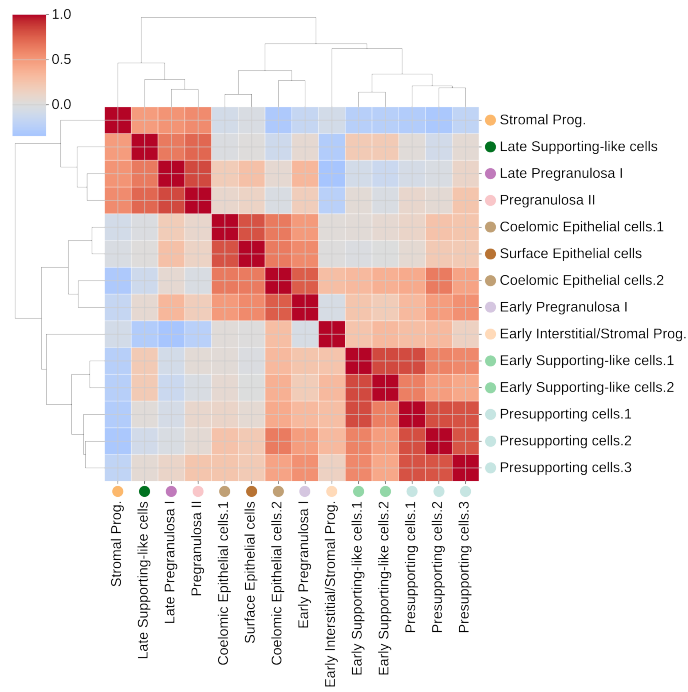 1.0
0.5
0.0
Stromal Prog.
Late Supporting-like cells
Late Pregranulosa I
Pregranulosa II
Coelomic Epithelial cells.1
Surface Epithelial cells
Coelomic Epithelial cells.2
Early Pregranulosa I
Early Interstitial/Stromal Prog.
Early Supporting-like cells.1
Early Supporting-like cells.2
Presupporting cells.1
Presupporting cells.2
Presupporting cells.3
Stromal Prog.
Late Supporting-like cells
Late Pregranulosa I
Pregranulosa II
Coelomic Epithelial cells.1
Surface Epithelial cells
Coelomic Epithelial cells.2
Early Pregranulosa I
Early Interstitial/Stromal Prog.
Early Supporting-like cells.1
Early Supporting-like cells.2
Presupporting cells.1
Presupporting cells.2
Presupporting cells.3